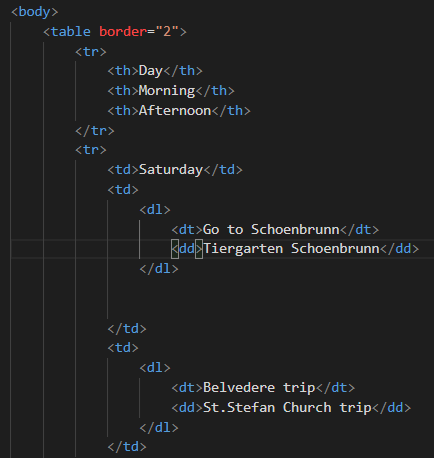 <body>
<table border="2">
<tr>
<th>Day</th>
<th>Morning</th>
<th>Afternoon</th>
</tr>
<tr>
<td>Saturday</td>
<td>
<dl>
<dt>Go to Schoenbrunn</dt>
<dd>Tiergarten Schoenbrunn</dd>
</dl>
</td>
<td>
<dl>
<dt>Belvedere trip</dt>
<dd>St.Stefan Church trip</dd>
</dl>
</td>